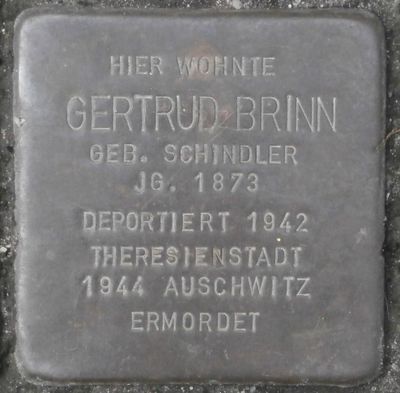 HIER WOHNTE
GERTRUD BRINN
GEB. SCHINDLER
JG. 1873
DEPORTIERT 1942
THERESIENSTADT
1944 AUSCHWITZ
ERMORDET